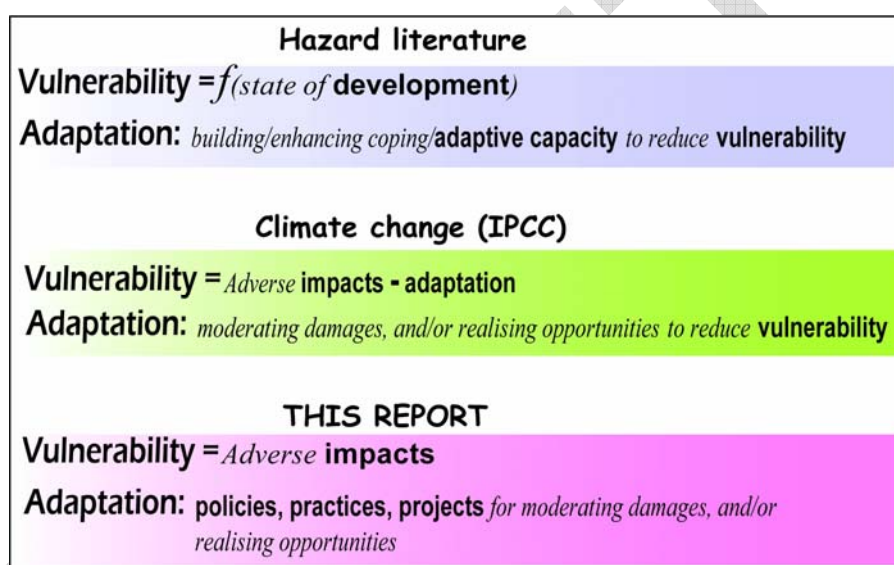 Hazard literature
Vulnerability =f(state of development)
Adaptation: building/enhancing coping/adaptive capacity to reduce vulnerability
Climate change (IPCC)
Vulnerability = Adverse impacts - adaptation
Adaptation: moderating damages, and/or realising opportunities to reduce vulnerability
THIS REPORT
Vulnerability =Adverse impacts
Adaptation: policies, practices, projects for moderating damages, and/or
realising opportunities